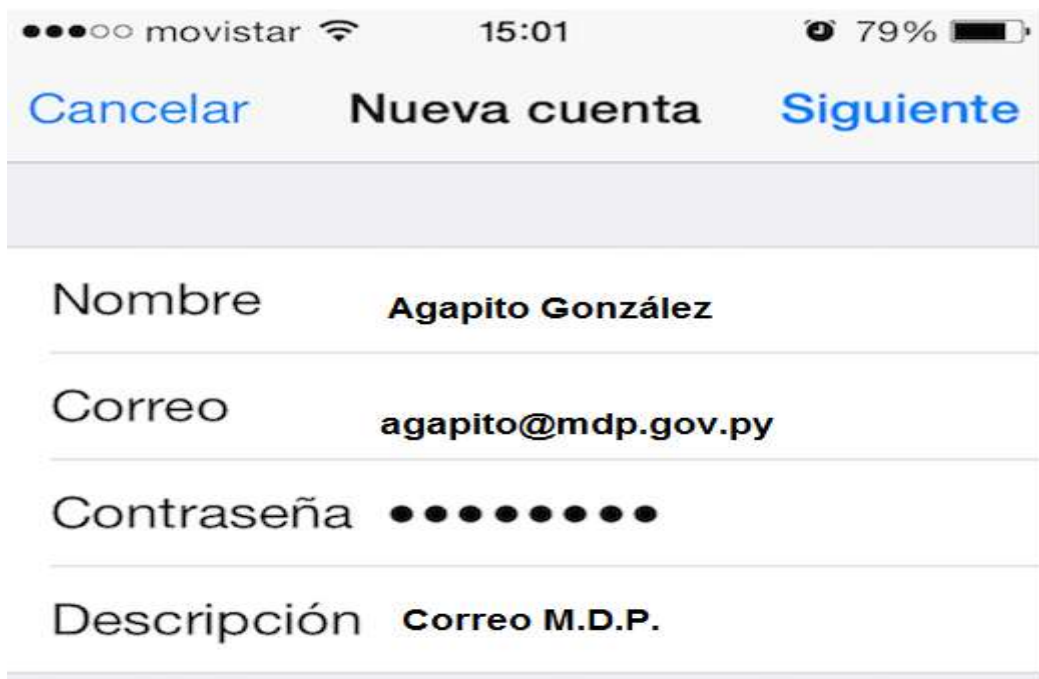 movistar 15:01 79%
Cancelar Nueva cuenta Siguiente
Nombre Agapito González
Correo agapito@mdp.gov.py
Contraseña ●●●●●●●●
Descripción Correo M.D.P.